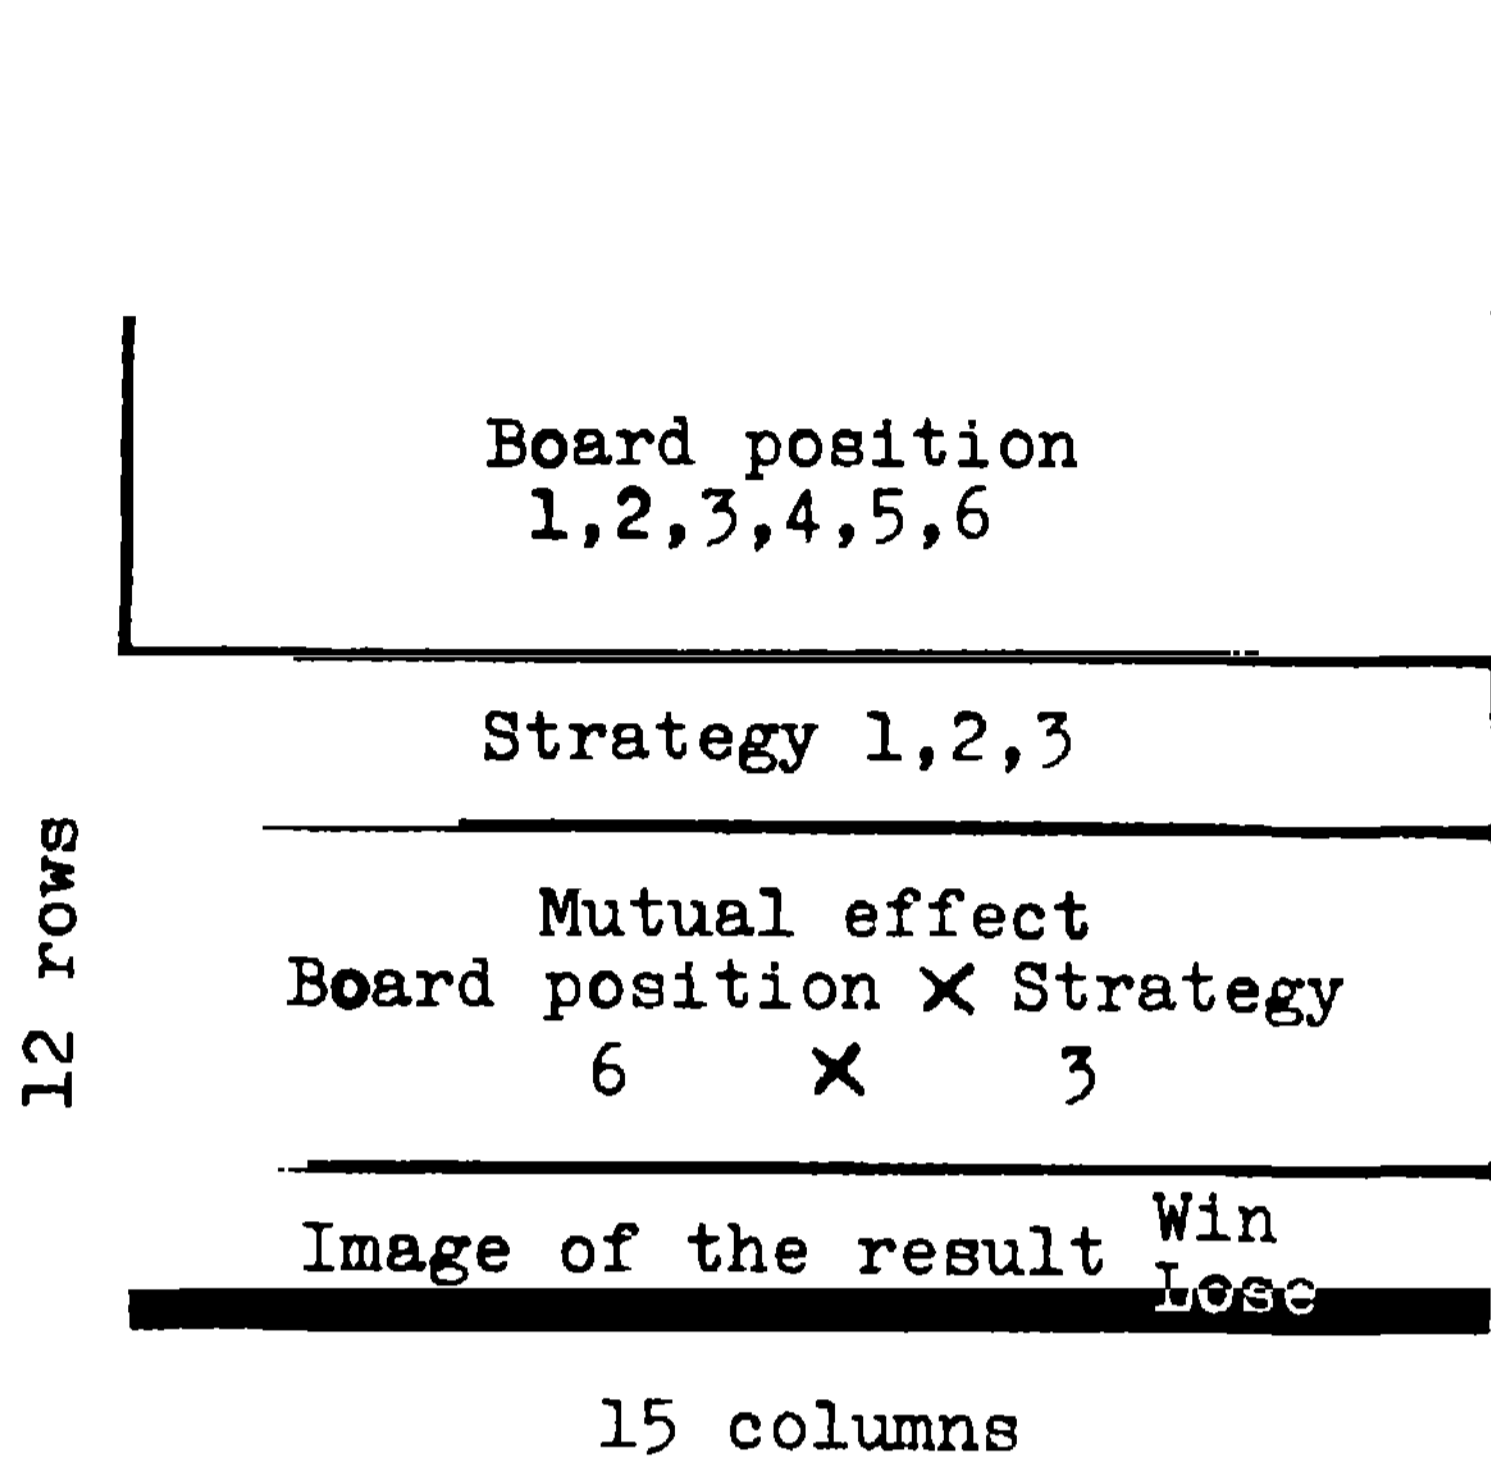 Board position
1,2,3,4,5,6
Strategy 1,2,3
12 rows
Mutual effect
Board position X Strategy
6 X 3
Image of the result Win
Lose
15 columns